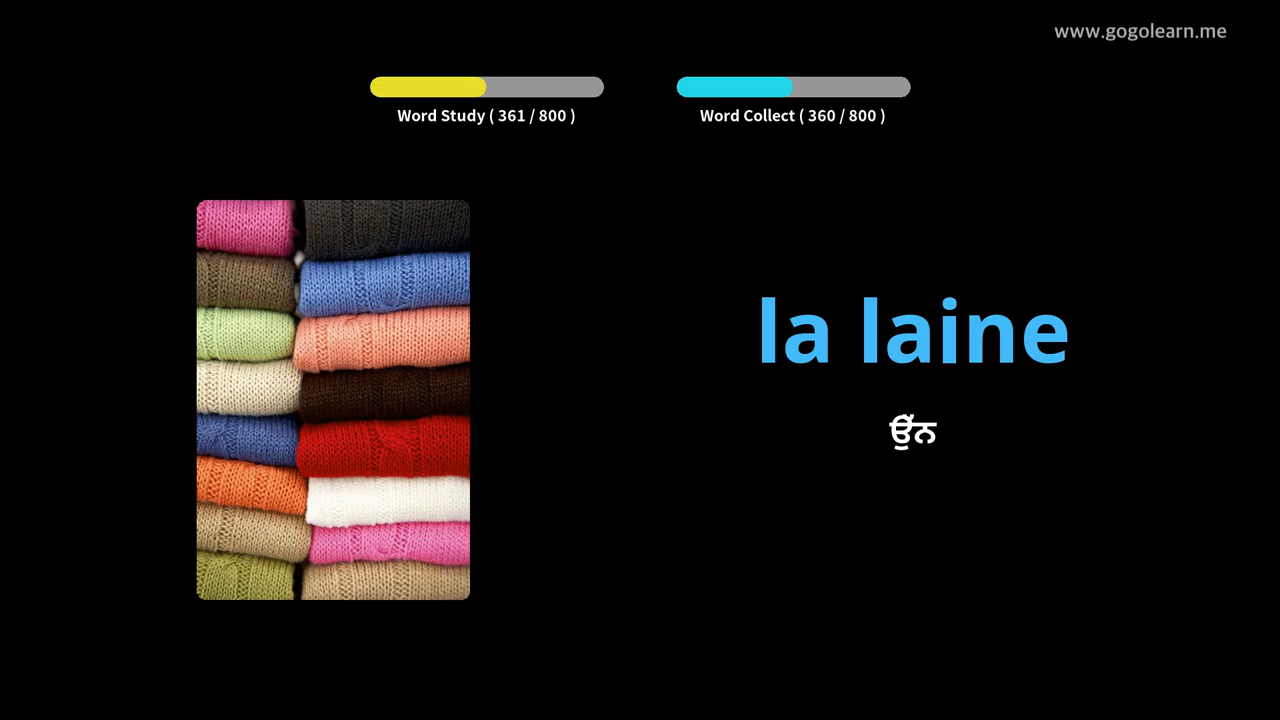 www.gogolearn.me
Word Study ( 361 / 800 )
Word Collect ( 360 / 800 )
la laine
ਉੱਨ